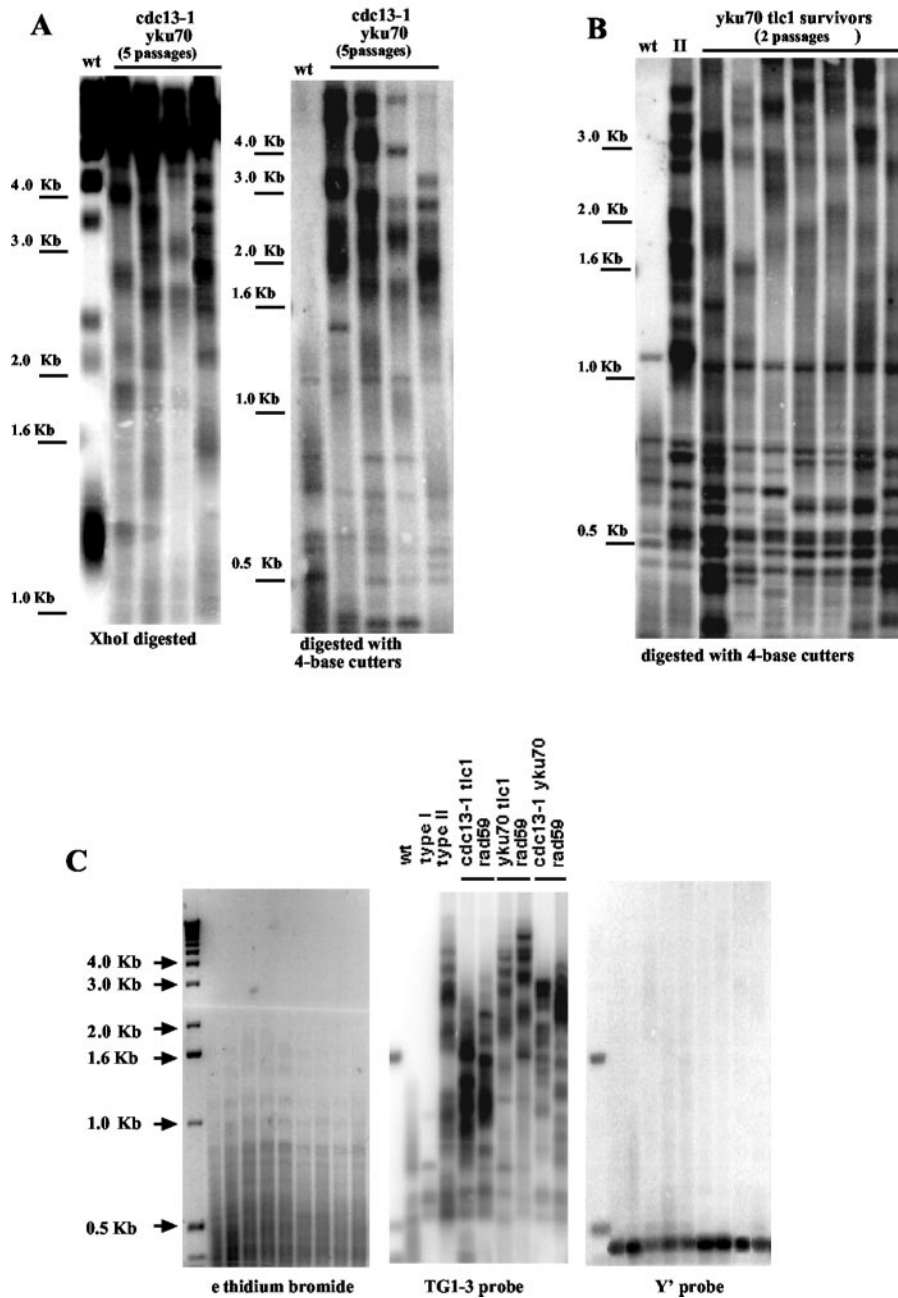 A
cdc13-1
yku70
(5 passages)
wt
4.0 Kb
3.0 Kb
2.0 Kb
1.6 Kb
1.0 Kb
XhoI digested
cdc13-1
yku70
(5passages)
wt
4.0 Kb
3.0 Kb
2.0 Kb
1.6 Kb
1.0 Kb
0.5 Kb
digested with
4-base cutters
B
yku70 tlc1 survivors
(2 passages )
wt II
3.0 Kb
2.0 Kb
1.6 Kb
1.0 Kb
0.5 Kb
digested with 4-base cutters
C
4.0 Kb
3.0 Kb
2.0 Kb
1.6 Kb
1.0 Kb
0.5 Kb
e thidium bromide
wt
type I
type II
cdc13-1 tlc1
rad59
yku70 tlc1
rad59
cdc13-1 yku70
rad59
TG1-3 probe
Y' probe